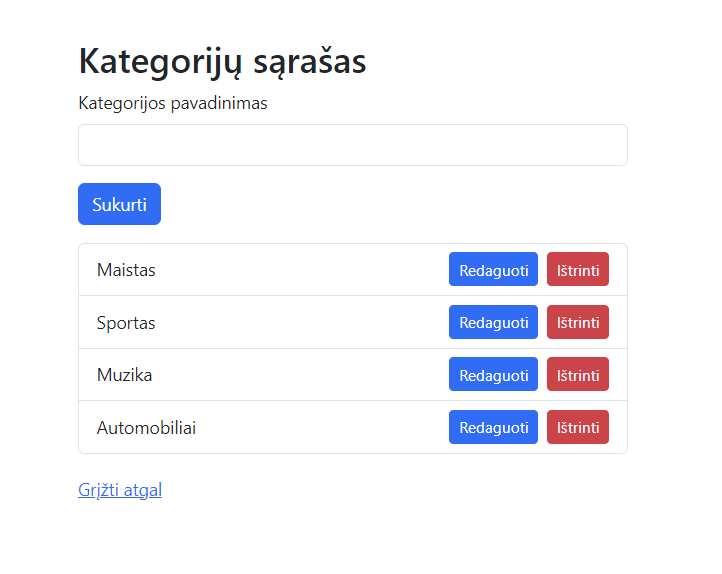 Kategorijų sąrašas
Kategorijos pavadinimas
Sukurti
Maistas Redaguoti Ištrinti
Sportas Redaguoti Ištrinti
Muzika Redaguoti Ištrinti
Automobiliai Redaguoti Ištrinti
Grįžti atgal